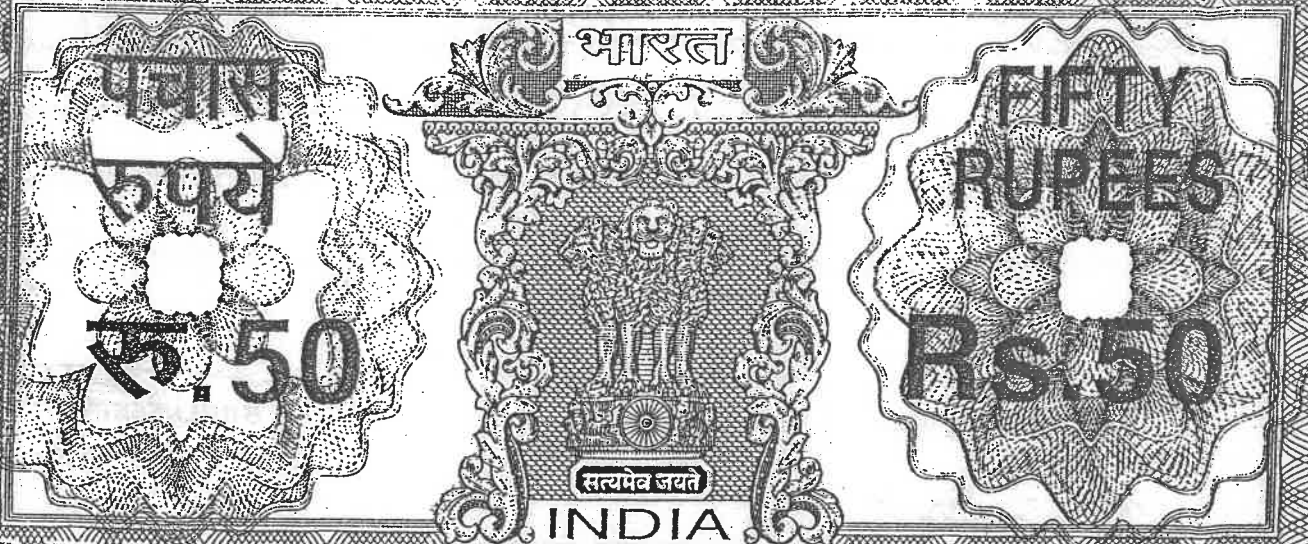 भारत
पचास
रुपये
रु.50
सत्यमेव जयते
INDIA
FIFTY
RUPEES
Rs.50